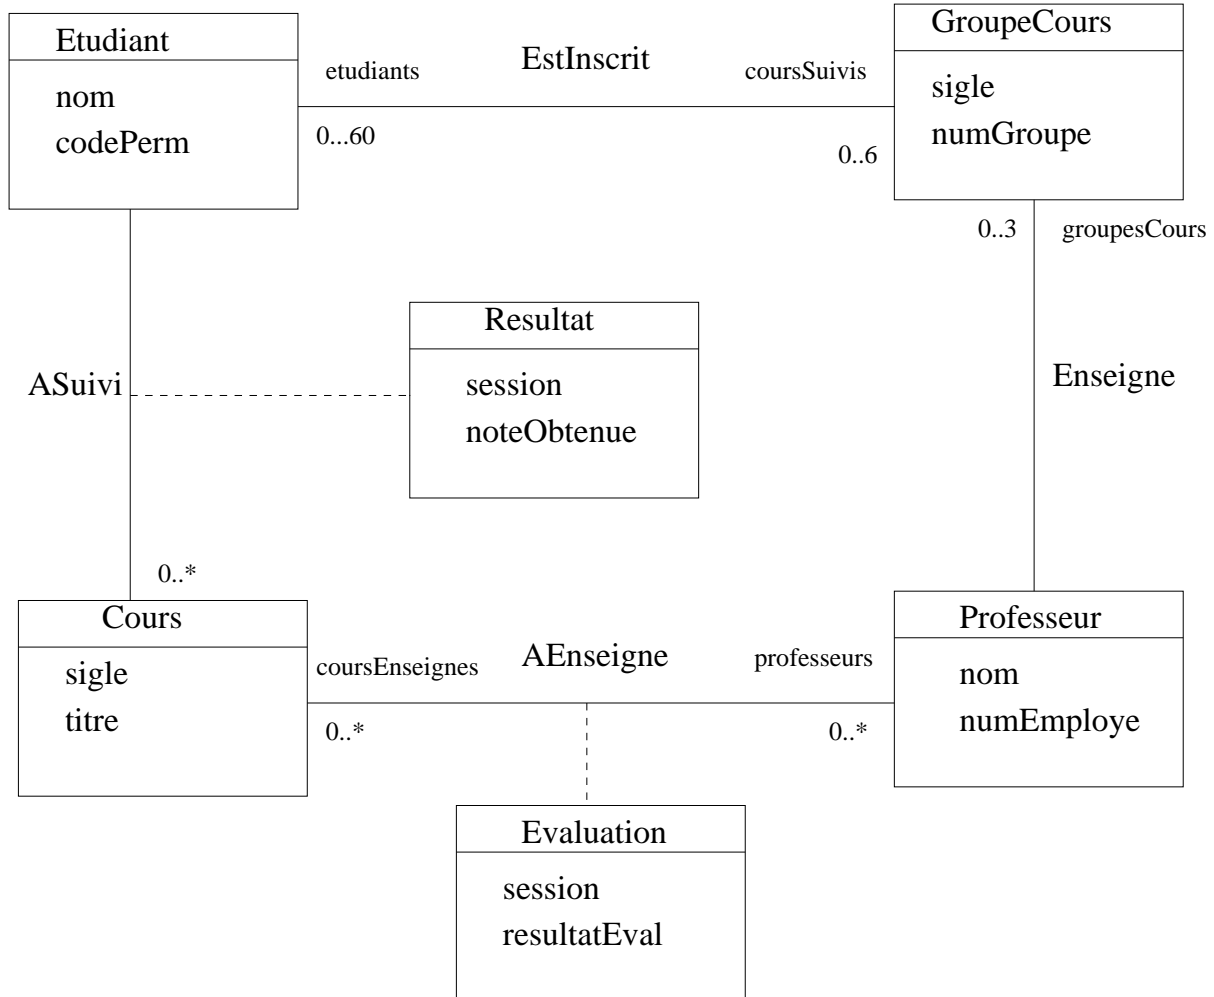 Etudiant
nom
codePerm
etudiants
0...60
EstInscrit
coursSuivis
0..6
GroupeCours
sigle
numGroupe
0..3
groupesCours
Resultat
session
noteObtenue
ASuivi
Enseigne
0..*
Cours
sigle
titre
coursEnseignes
0..*
AEnseigne
professeurs
0..*
Professeur
nom
numEmploye
Evaluation
session
resultatEval